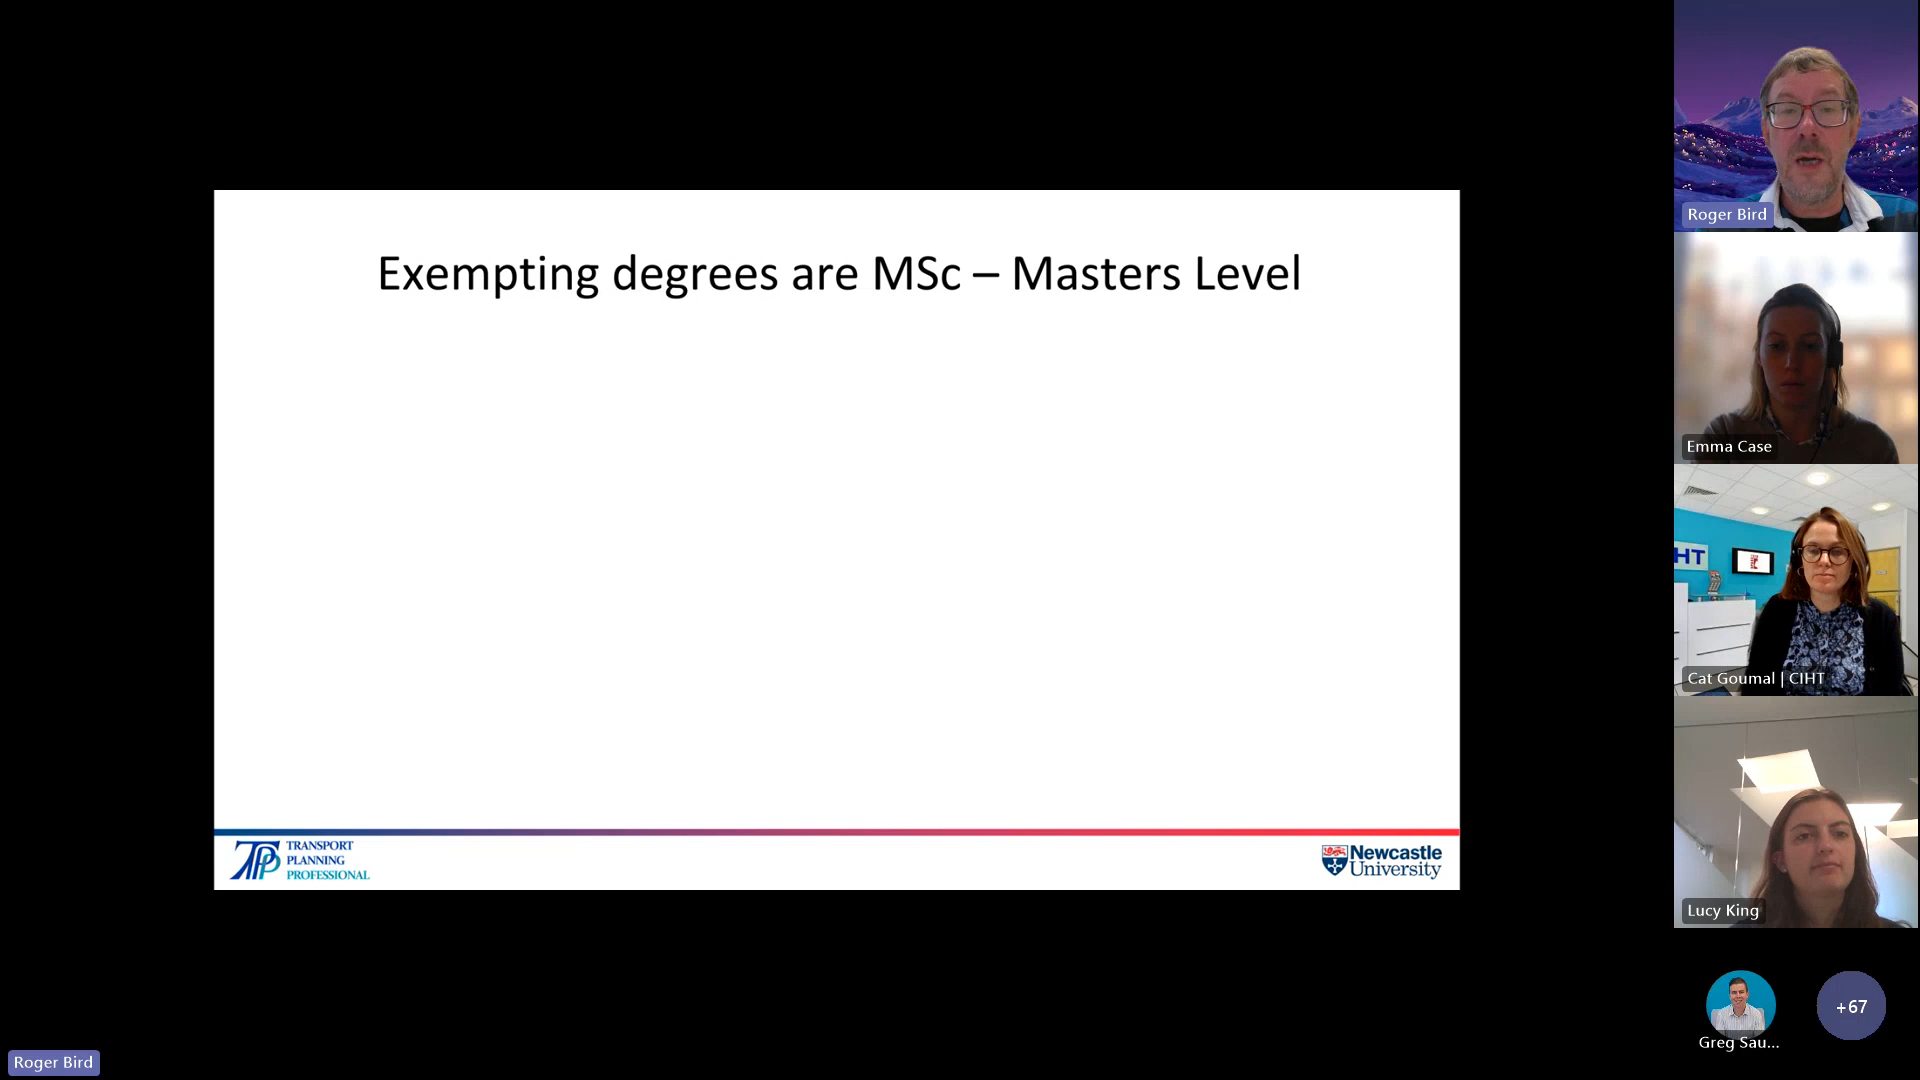 Exempting degrees are MSc – Masters Level
TRANSPORT
PLANNING
PROFESSIONAL
Newcastle
University
Roger Bird
Emma Case
HT
Cat Goumal | CIHT
Lucy King
Greg Sau...
+67
Roger Bird